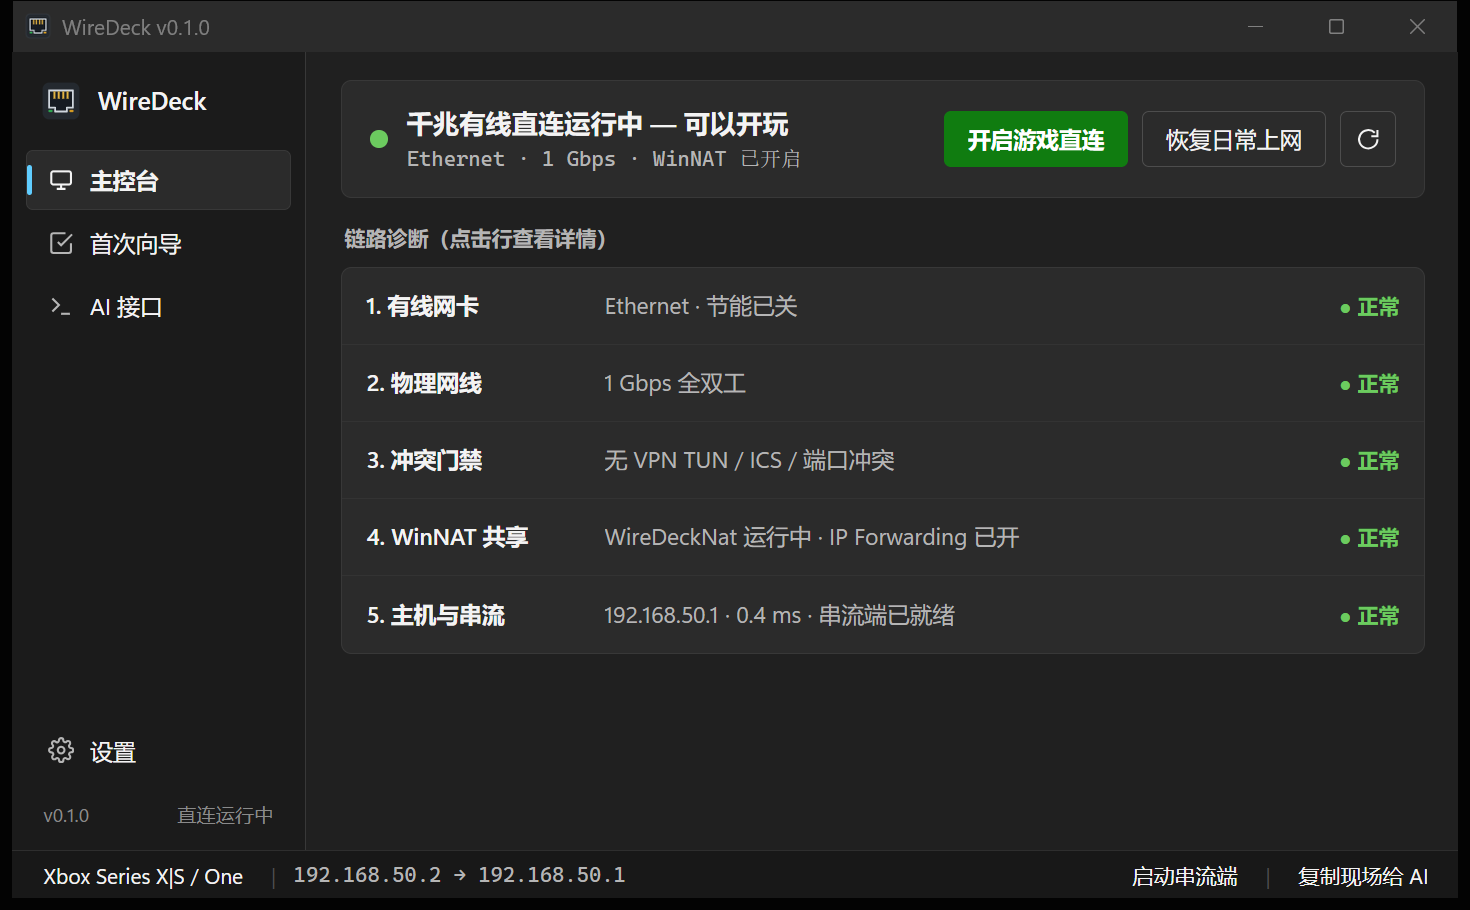 WireDeck v0.1.0
WireDeck
主控台
首次向导
AI 接口
设置
v0.1.0 直连运行中
千兆有线直连运行中 — 可以开玩
Ethernet · 1 Gbps · WinNAT 已开启
开启游戏直连
恢复日常上网
链路诊断（点击行查看详情）
1. 有线网卡 Ethernet · 节能已关 ● 正常
2. 物理网线 1 Gbps 全双工 ● 正常
3. 冲突门禁 无 VPN TUN / ICS / 端口冲突 ● 正常
4. WinNAT 共享 WireDeckNat 运行中 · IP Forwarding 已开 ● 正常
5. 主机与串流 192.168.50.1 · 0.4 ms · 串流端已就绪 ● 正常
Xbox Series X|S / One | 192.168.50.2 → 192.168.50.1 启动串流端 | 复制现场给 AI